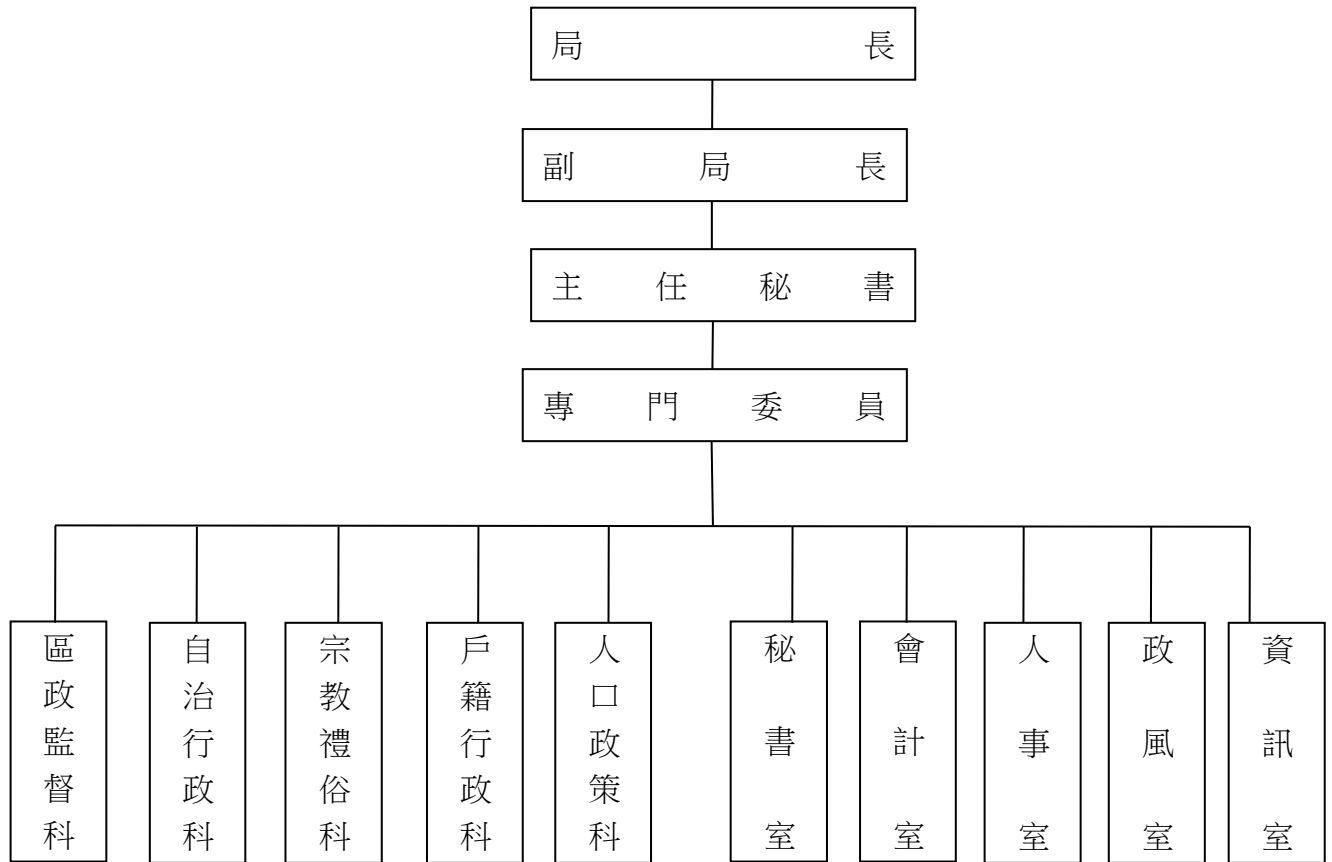 局長
副局長
主任秘書
專門委員
區政監督科
自治行政科
宗教禮俗科
戶籍行政科
人口政策科
秘書室
會計室
人事室
政風室
資訊室